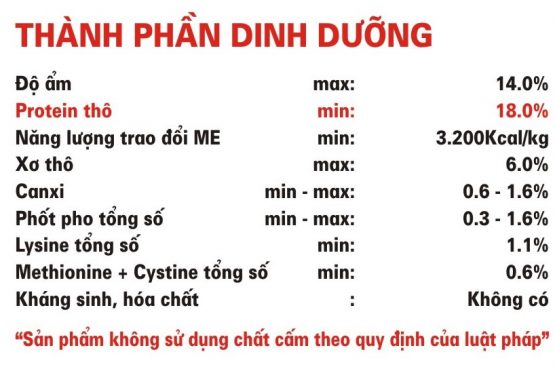 THÀNH PHẦN DINH DƯỠNG
Độ ẩm max: 14.0%
Protein thô min: 18.0%
Năng lượng trao đổi ME min: 3.200Kcal/kg
Xơ thô max: 6.0%
Canxi min - max: 0.6 - 1.6%
Phốt pho tổng số min - max: 0.3 - 1.6%
Lysine tổng số min: 1.1%
Methionine + Cystine tổng số min: 0.6%
Kháng sinh, hóa chất : Không có
“Sản phẩm không sử dụng chất cấm theo quy định của luật pháp”